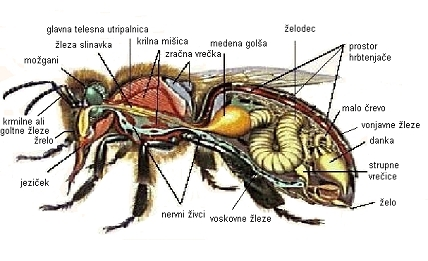 glavna telesna utripalnica
žleza slinavka
krilna mišica
zračna vrečka
medena golša
želodec
prostor
hrbtenjače
možgani
krmilne ali
goltne žleze
žrelo
jeziček
malo črevo
vonjavne žleze
danka
strupne
vrečice
želo
nervni živci
voskovne žleze